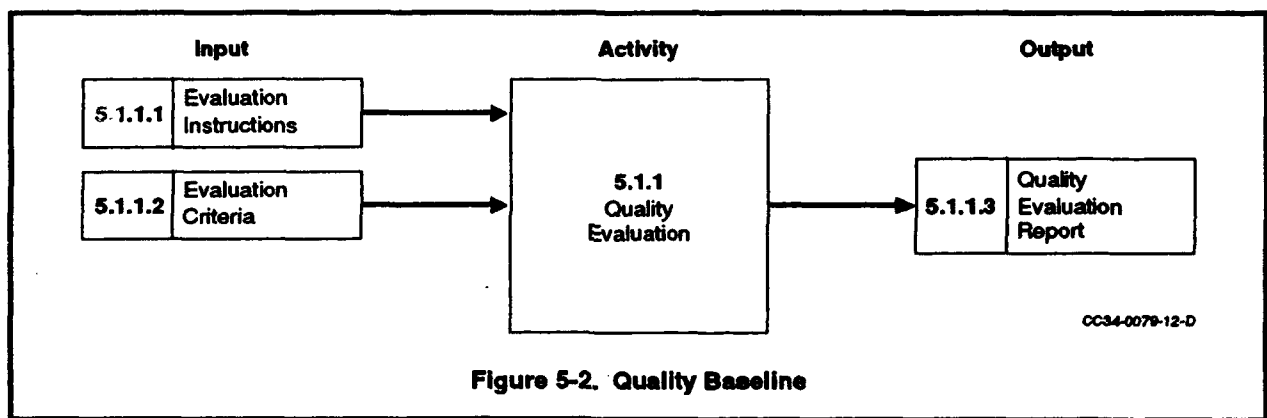 Input
Activity
Output
5.1.1.1
Evaluation
Instructions
5.1.1.2
Evaluation
Criteria
5.1.1
Quality
Evaluation
5.1.1.3
Quality
Evaluation
Report
CC34-0079-12-D
Figure 5-2. Quality Baseline